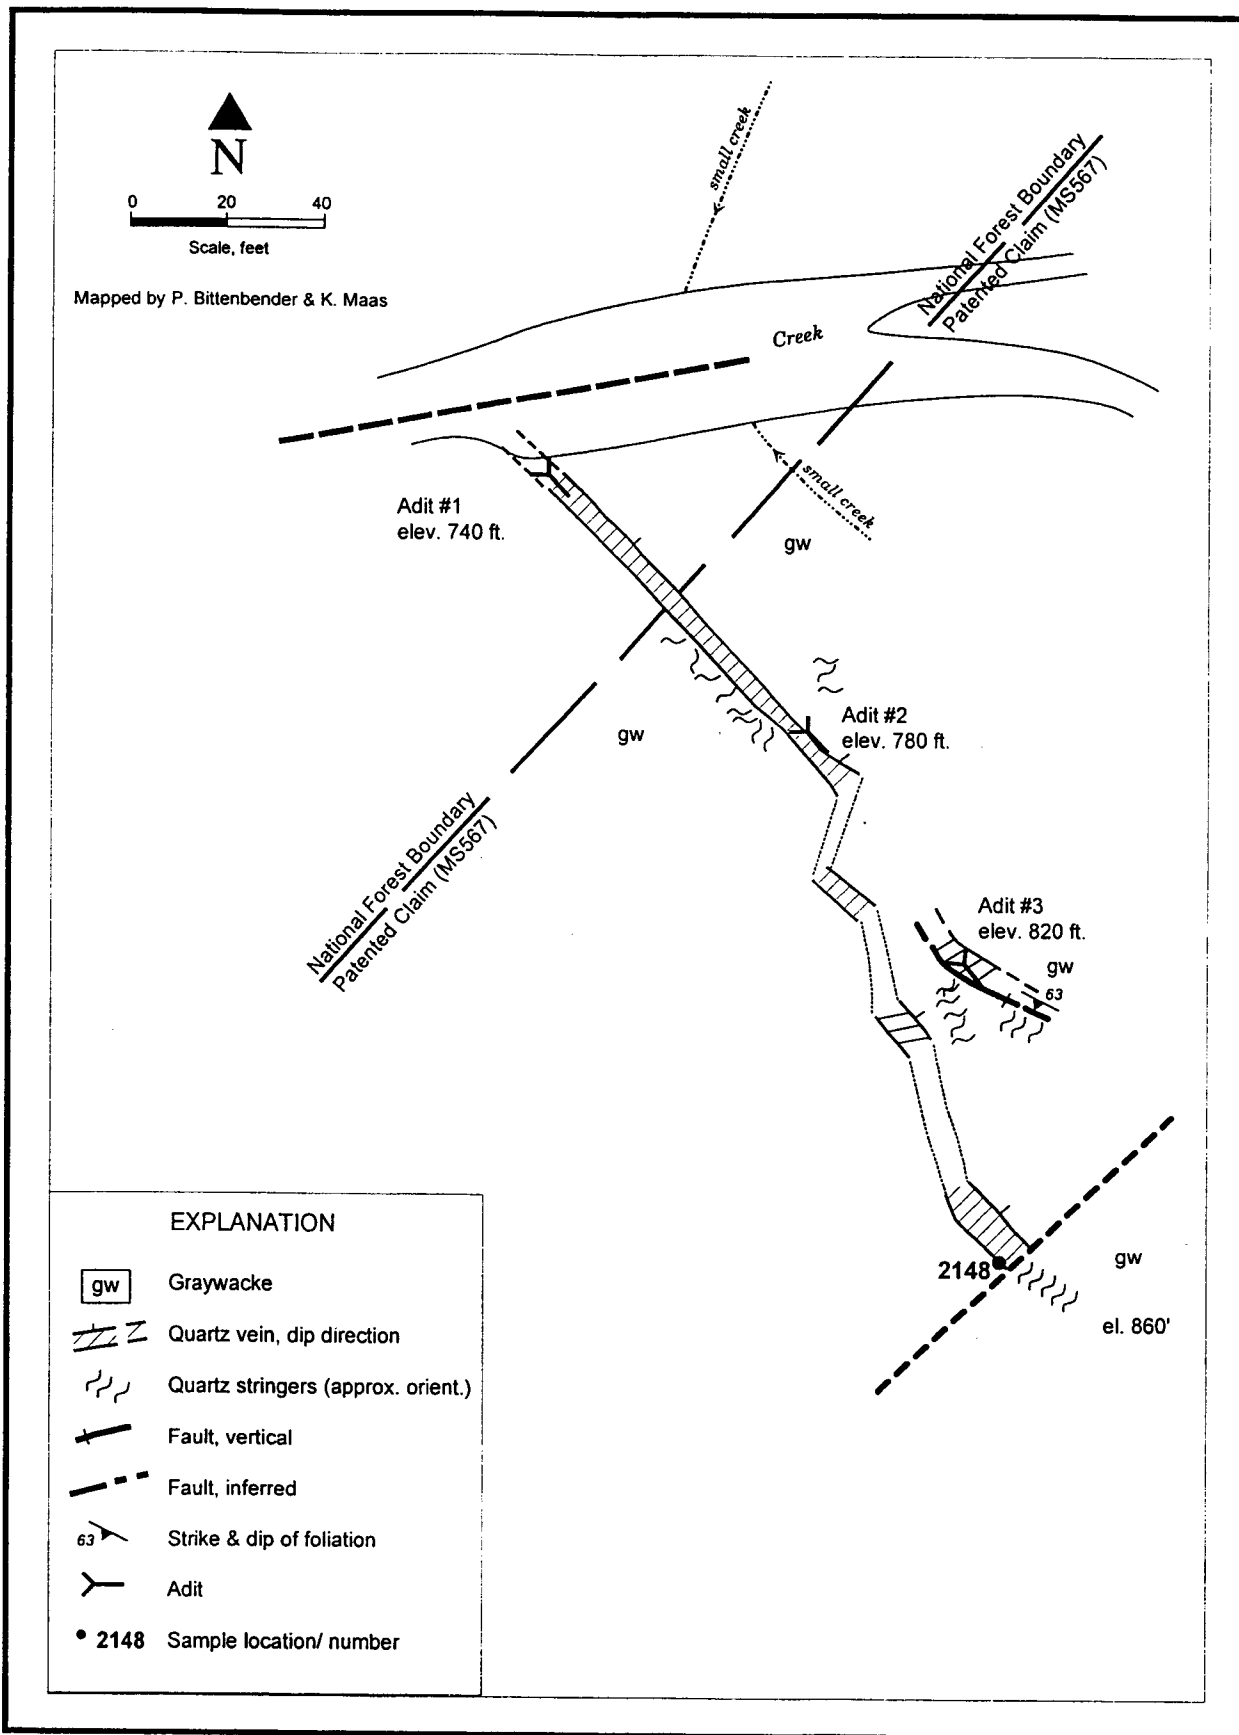 N
0 20 40
Scale, feet
Mapped by P. Bittenbender & K. Maas
small creek
National Forest Boundary
Patented Claim (MS567)
Creek
small creek
Adit #1
elev. 740 ft.
gw
Adit #2
elev. 780 ft.
gw
National Forest Boundary
Patented Claim (MS567)
Adit #3
elev. 820 ft.
gw
63
2148
gw
el. 860'
EXPLANATION
gw Graywacke
Quartz vein, dip direction
Quartz stringers (approx. orient.)
Fault, vertical
Fault, inferred
63 Strike & dip of foliation
Adit
2148 Sample location/ number